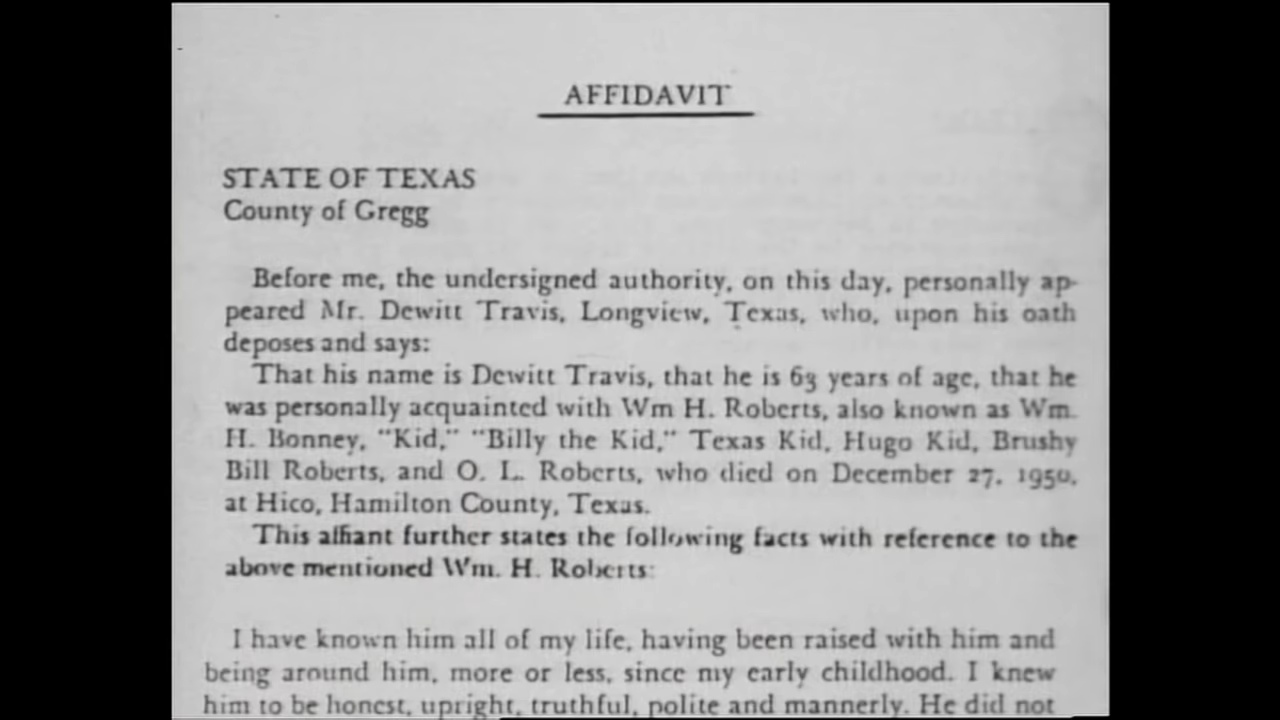 AFFIDAVIT
STATE OF TEXAS
County of Gregg
Before me, the undersigned authority, on this day, personally ap-
peared Mr. Dewitt Travis, Longview, Texas, who, upon his oath
deposes and says:
That his name is Dewitt Travis, that he is 63 years of age, that he
was personally acquainted with Wm H. Roberts, also known as Wm.
H. Bonney, "Kid," "Billy the Kid," Texas Kid, Hugo Kid, Brushy
Bill Roberts, and O. L. Roberts, who died on December 27, 1950,
at Hico, Hamilton County, Texas.
This affiant further states the following facts with reference to the
above mentioned Wm. H. Roberts:
I have known him all of my life, having been raised with him and
being around him, more or less, since my early childhood. I knew
him to be honest, upright, truthful, polite and mannerly. He did not